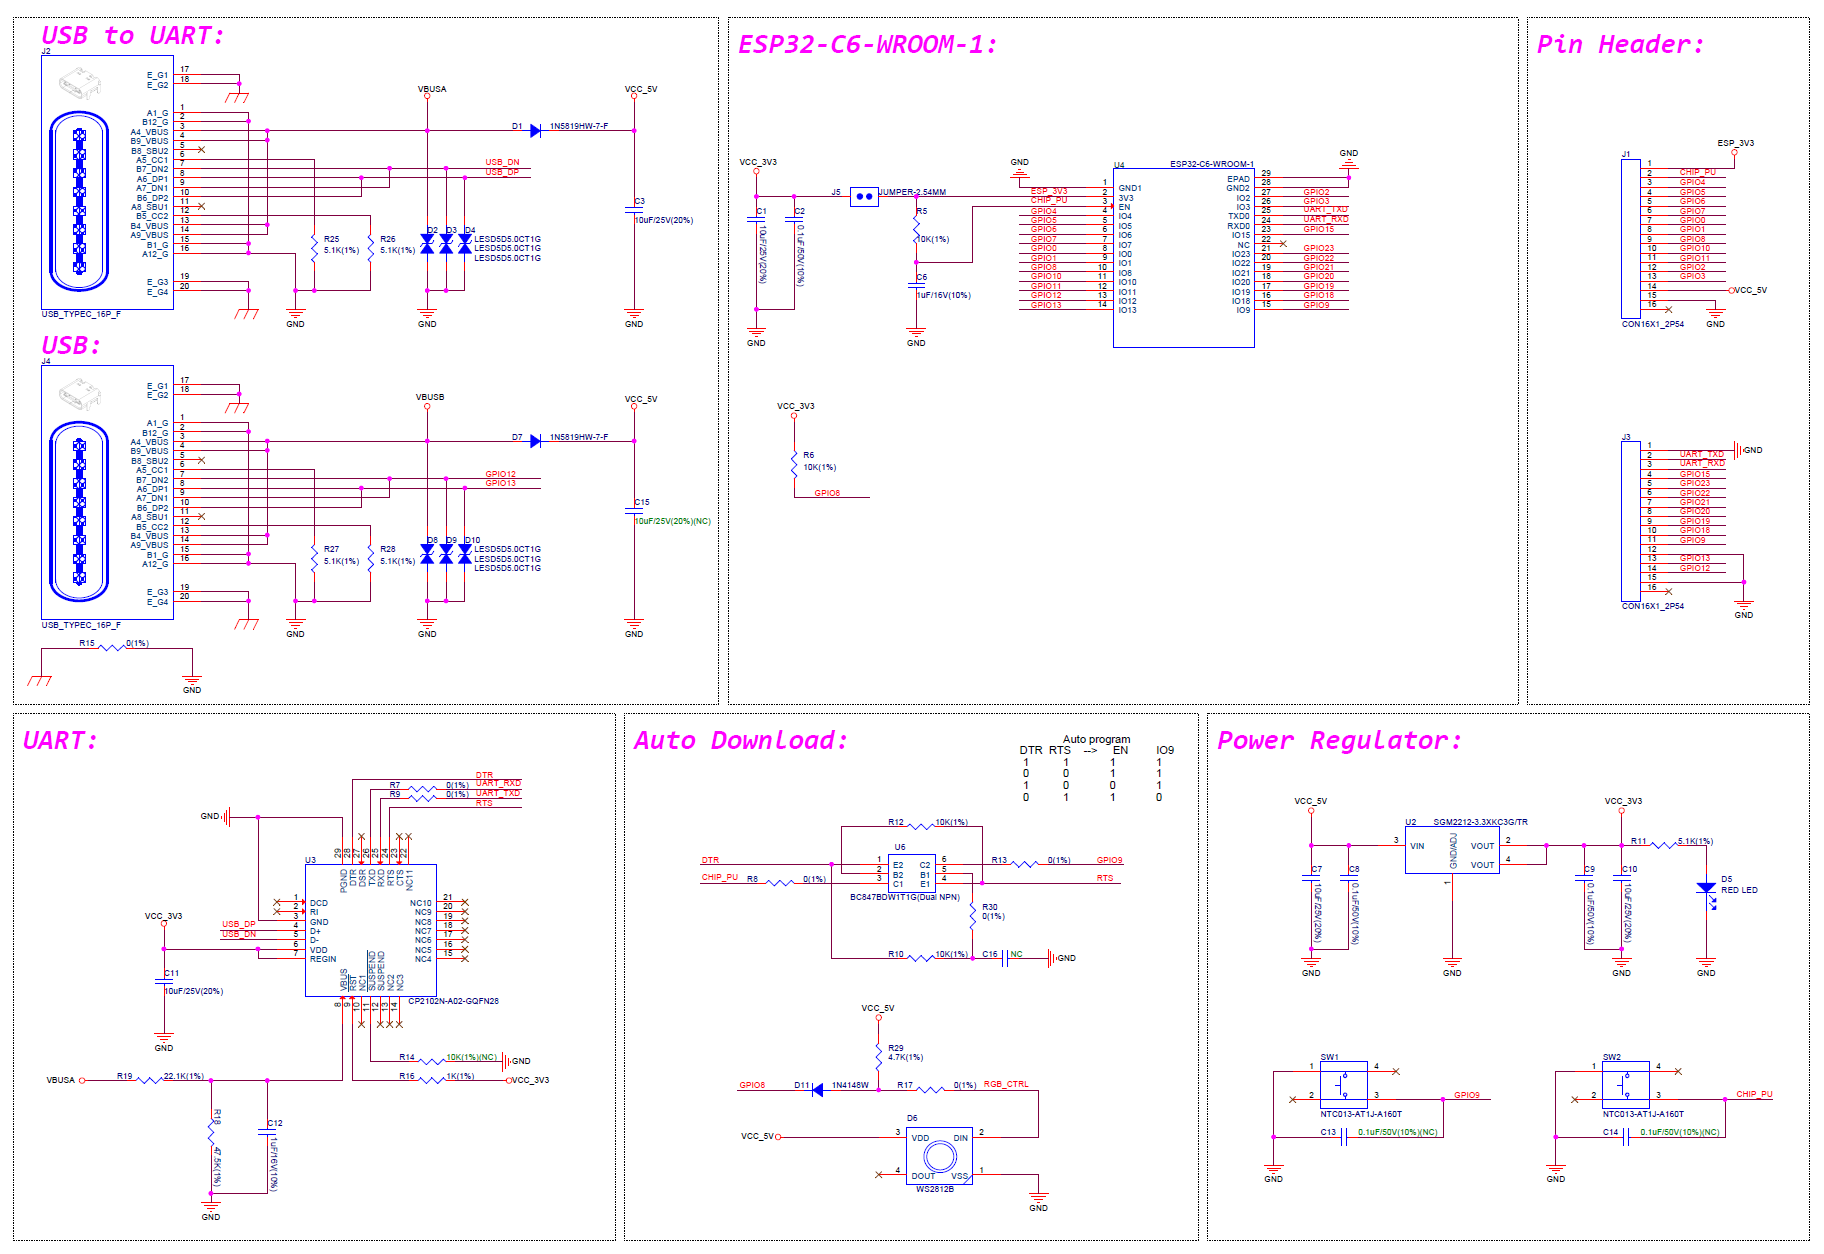 USB to UART:
J2
E_G1 17
E_G2 18
A1_G 1
B12_G 2
A4_VBUS 3
B9_VBUS 4
B8_SBU2 5
A5_CC1 6
B7_DN2 7
A6_DP1 8
A7_DN1 9
B6_DP2 10
A8_SBU1 11
B5_CC2 12
B4_VBUS 13
A9_VBUS 14
B1_G 15
A12_G 16
E_G3 19
E_G4 20
USB_TYPEC_16P_F
VBUSA
VCC_5V
D1 1N5819HW-7-F
USB_DN
USB_DP
C3
10uF/25V(20%)
R25
5.1K(1%)
R26
5.1K(1%)
D2 D3 D4
LESD5D5.0CT1G
LESD5D5.0CT1G
LESD5D5.0CT1G
GND GND GND
USB:
J4
E_G1 17
E_G2 18
A1_G 1
B12_G 2
A4_VBUS 3
B9_VBUS 4
B8_SBU2 5
A5_CC1 6
B7_DN2 7
A6_DP1 8
A7_DN1 9
B6_DP2 10
A8_SBU1 11
B5_CC2 12
B4_VBUS 13
A9_VBUS 14
B1_G 15
A12_G 16
E_G3 19
E_G4 20
USB_TYPEC_16P_F
VBUSB
VCC_5V
D7 1N5819HW-7-F
GPIO12
GPIO13
C15
10uF/25V(20%)(NC)
R27
5.1K(1%)
R28
5.1K(1%)
D8 D9 D10
LESD5D5.0CT1G
LESD5D5.0CT1G
LESD5D5.0CT1G
GND GND GND
R15 0(1%)
GND
ESP32-C6-WROOM-1:
VCC_3V3
C1
10uF/25V(20%)
C2
0.1uF/50V(10%)
GND
J5 JUMPER-2.54MM
R5
10K(1%)
C6
1uF/16V(10%)
GND
GND
U4 ESP32-C6-WROOM-1
1 GND1
ESP_3V3 2 3V3
CHIP_PU 3 EN
GPIO4 4 IO4
GPIO5 5 IO5
GPIO6 6 IO6
GPIO7 7 IO7
GPIO0 8 IO0
GPIO1 9 IO1
GPIO8 10 IO8
GPIO10 11 IO10
GPIO11 12 IO11
GPIO12 13 IO12
GPIO13 14 IO13
GND
EPAD 29
GND2 28
IO2 27 GPIO2
IO3 26 GPIO3
TXD0 25 UART_TXD
RXD0 24 UART_RXD
IO15 23 GPIO15
NC 22
IO23 21 GPIO23
IO22 20 GPIO22
IO21 19 GPIO21
IO20 18 GPIO20
IO19 17 GPIO19
IO18 16 GPIO18
IO9 15 GPIO9
VCC_3V3
R6
10K(1%)
GPIO8
Pin Header:
ESP_3V3
J1
1
2 CHIP_PU
3 GPIO4
4 GPIO5
5 GPIO6
6 GPIO7
7 GPIO0
8 GPIO1
9 GPIO8
10 GPIO10
11 GPIO11
12 GPIO2
13 GPIO3
14 VCC_5V
15
16
CON16X1_2P54
GND
J3
1 GND
2 UART_TXD
3 UART_RXD
4 GPIO15
5 GPIO23
6 GPIO22
7 GPIO21
8 GPIO20
9 GPIO19
10 GPIO18
11 GPIO9
12
13 GPIO13
14 GPIO12
15
16
CON16X1_2P54
GND
UART:
DTR
R7 0(1%) UART_RXD
R9 0(1%) UART_TXD
RTS
GND
29 28 27 26 25 24 23 22
PGND DTR DSR TXD RXD RTS CTS NC11
U3
1 DCD
2 RI
3 GND
USB_DP 4 D+
USB_DN 5 D-
6 VDD
7 REGIN
NC10 21
NC9 20
NC8 19
NC7 18
NC6 17
NC5 16
NC4 15
VBUS RST NC1 SUSPEND SUSPEND NC2 NC3
8 9 10 11 12 13 14
CP2102N-A02-GQFN28
VCC_3V3
C11
10uF/25V(20%)
GND
R14 10K(1%)(NC) GND
R16 1K(1%) VCC_3V3
VBUSA R19 22.1K(1%)
R18
47.5K(1%)
C12
1uF/16V(10%)
GND
Auto Download:
Auto program
DTR RTS --> EN IO9
1 1 1 1
0 0 1 1
1 0 0 1
0 1 1 0
R12 10K(1%)
U6
DTR 1 E2
2 B2
CHIP_PU R8 0(1%) 3 C1
C2 6 R13 0(1%) GPIO9
B1 5
E1 4 RTS
BC847BDW1T1G(Dual NPN)
R30
0(1%)
R10 10K(1%) C16 NC GND
VCC_5V
R29
4.7K(1%)
GPIO8 D11 1N4148W R17 0(1%) RGB_CTRL
D6
VCC_5V 3 VDD DIN 2
4 DOUT VSS 1
WS2812B
GND
Power Regulator:
VCC_5V
U2 SGM2212-3.3XKC3G/TR
3 VIN GND/ADJ VOUT 2
VOUT 4
1
C7
10uF/25V(20%)
C8
0.1uF/50V(10%)
GND
GND
VCC_3V3
R11 5.1K(1%)
C9
0.1uF/50V(10%)
C10
10uF/25V(20%)
D5
RED LED
GND GND
SW1
1 4
2 3 GPIO9
NTC013-AT1J-A160T
C13 0.1uF/50V(10%)(NC)
GND
SW2
1 4
2 3 CHIP_PU
NTC013-AT1J-A160T
C14 0.1uF/50V(10%)(NC)
GND